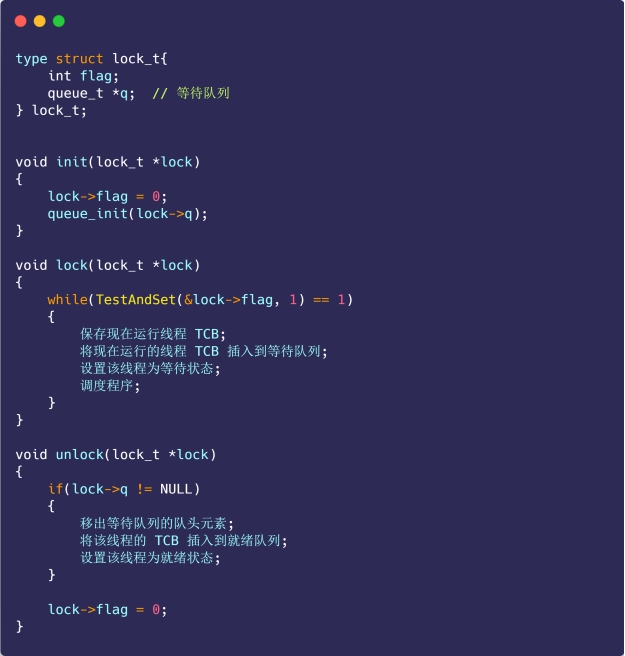 type struct lock_t{
    int flag;
    queue_t *q;  // 等待队列
} lock_t;
void init(lock_t *lock)
{
    lock->flag = 0;
    queue_init(lock->q);
}
void lock(lock_t *lock)
{
    while(TestAndSet(&lock->flag, 1) == 1)
    {
        保存现在运行线程 TCB;
        将现在运行的线程 TCB 插入到等待队列;
        设置该线程为等待状态;
        调度程序;
    }
}
void unlock(lock_t *lock)
{
    if(lock->q != NULL)
    {
        移出等待队列的队头元素;
        将该线程的 TCB 插入到就绪队列;
        设置该线程为就绪状态;
    }
    lock->flag = 0;
}